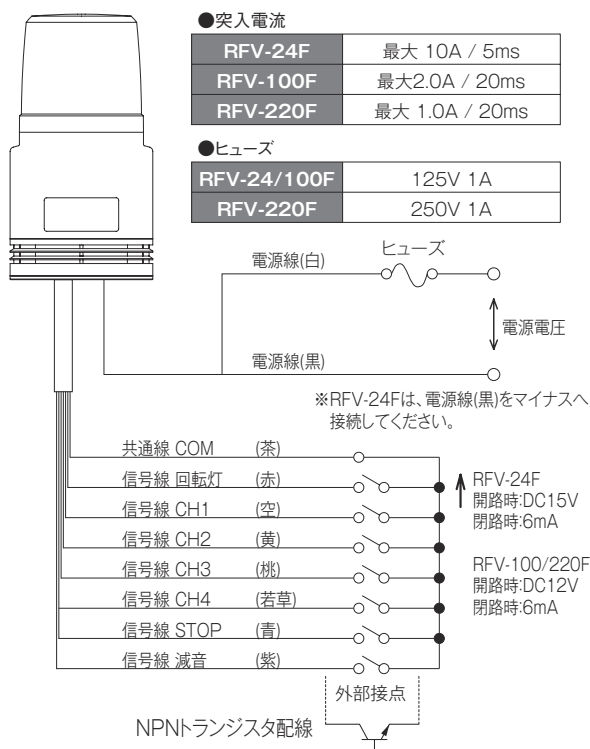 ●突入電流
RFV-24F 最大 10A / 5ms
RFV-100F 最大2.0A / 20ms
RFV-220F 最大 1.0A / 20ms
●ヒューズ
RFV-24/100F 125V 1A
RFV-220F 250V 1A
電源線(白) ヒューズ
電源電圧
電源線(黒)
※RFV-24Fは、電源線(黒)をマイナスへ
接続してください。
共通線 COM (茶)
信号線 回転灯 (赤)
信号線 CH1 (空)
信号線 CH2 (黄)
信号線 CH3 (桃)
信号線 CH4 (若草)
信号線 STOP (青)
信号線 減音 (紫)
RFV-24F
開路時:DC15V
閉路時:6mA
RFV-100/220F
開路時:DC12V
閉路時:6mA
外部接点
NPNトランジスタ配線